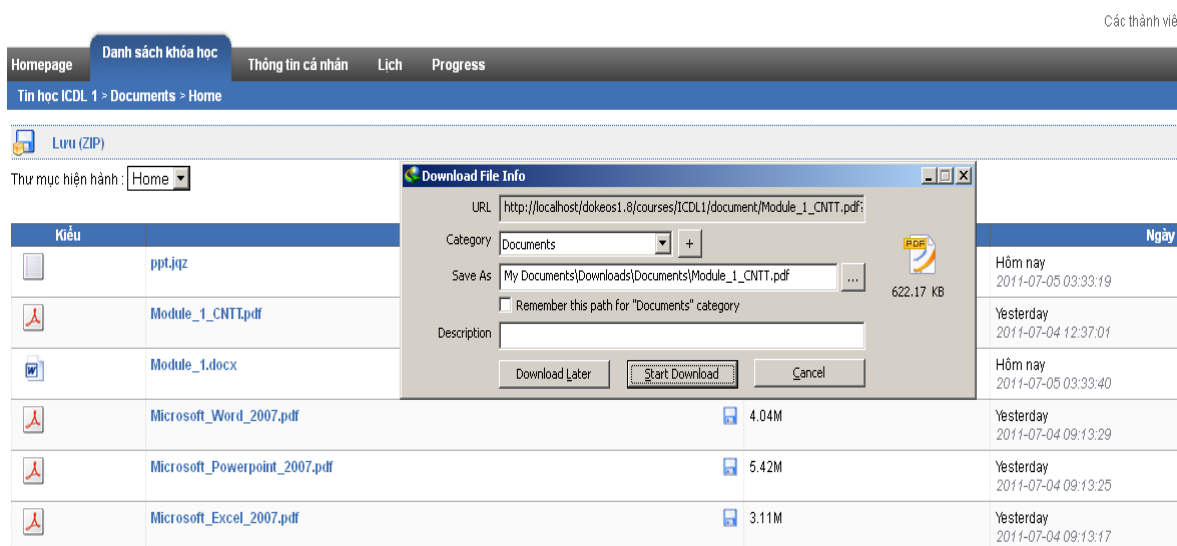 Các thành viê
Homepage Danh sách khóa học Thông tin cá nhân Lịch Progress
Tin học ICDL 1 > Documents > Home
Lưu (ZIP)
Thư mục hiện hành : Home
Download File Info
URL http://localhost/dokeos1.8/courses/ICDL1/document/Module_1_CNTT.pdf?
Category Documents +
PDF
Save As My Documents\Downloads\Documents\Module_1_CNTT.pdf ...
622.17 KB
Remember this path for "Documents" category
Description
Download Later Start Download Cancel
Kiểu Ngày
ppt.jqz Hôm nay
2011-07-05 03:33:19
Module_1_CNTT.pdf Yesterday
2011-07-04 12:37:01
Module_1.docx Hôm nay
2011-07-05 03:33:40
Microsoft_Word_2007.pdf 4.04M Yesterday
2011-07-04 09:13:29
Microsoft_Powerpoint_2007.pdf 5.42M Yesterday
2011-07-04 09:13:25
Microsoft_Excel_2007.pdf 3.11M Yesterday
2011-07-04 09:13:17